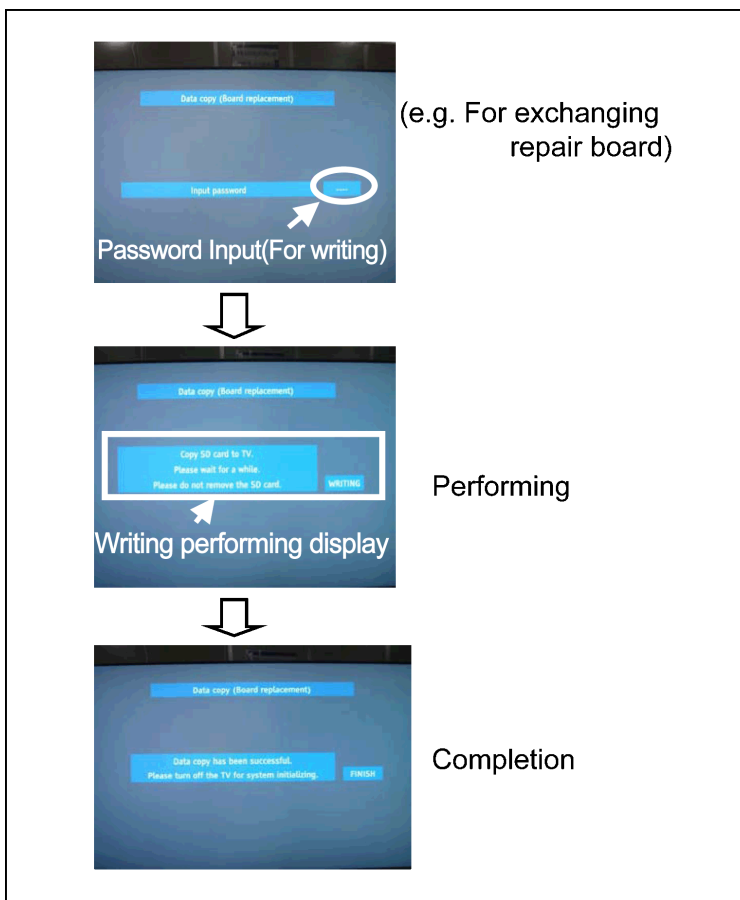 Data copy (Board replacement)
(e.g. For exchanging
repair board)
Input password
----
Password Input(For writing)
Data copy (Board replacement)
Copy SD card to TV.
Please wait for a while.
Please do not remove the SD card.
WRITING
Performing
Writing performing display
Data copy (Board replacement)
Data copy has been successful.
Please turn off the TV for system initializing.
FINISH
Completion